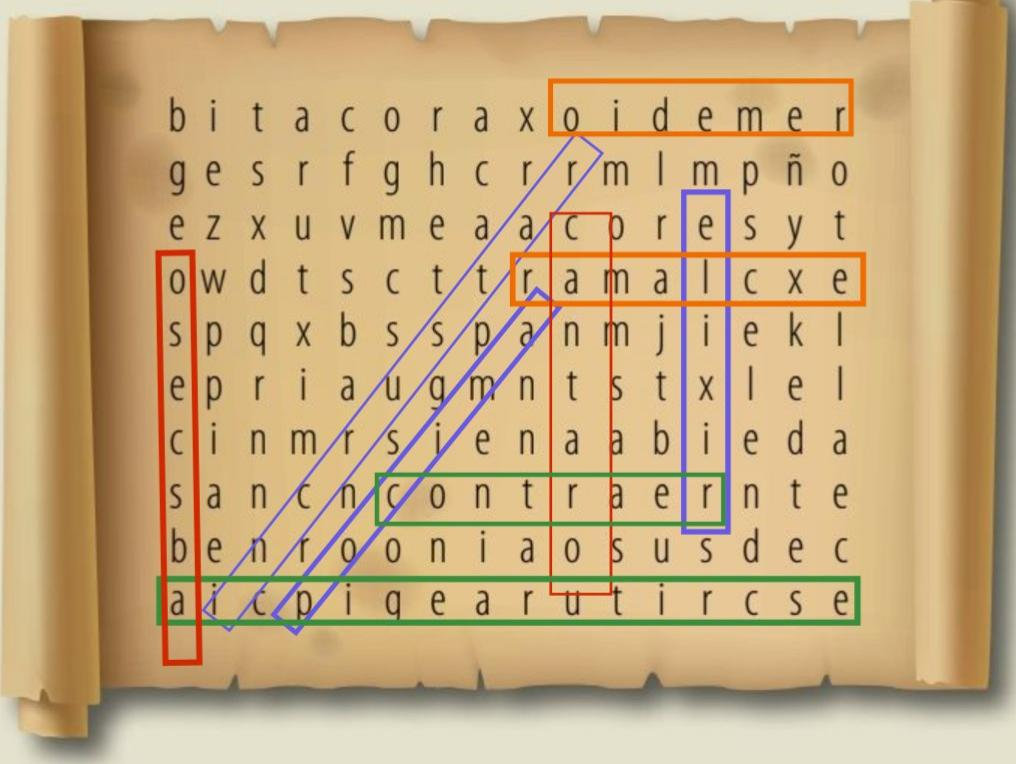 b i t a c o r a x o i d e m e r
g e s r f g h c r r m l m p ñ o
e z x u v m e a a c o r e s y t
o w d t s c t t r a m a l c x e
s p q x b s s p a n m j i e k l
e p r i a u g m n t s t x l e l
c i n m r s i e n a a b i e d a
s a n c n c o n t r a e r n t e
b e n r o o n i a o s u s d e c
a i c p i q e a r u t i r c s e